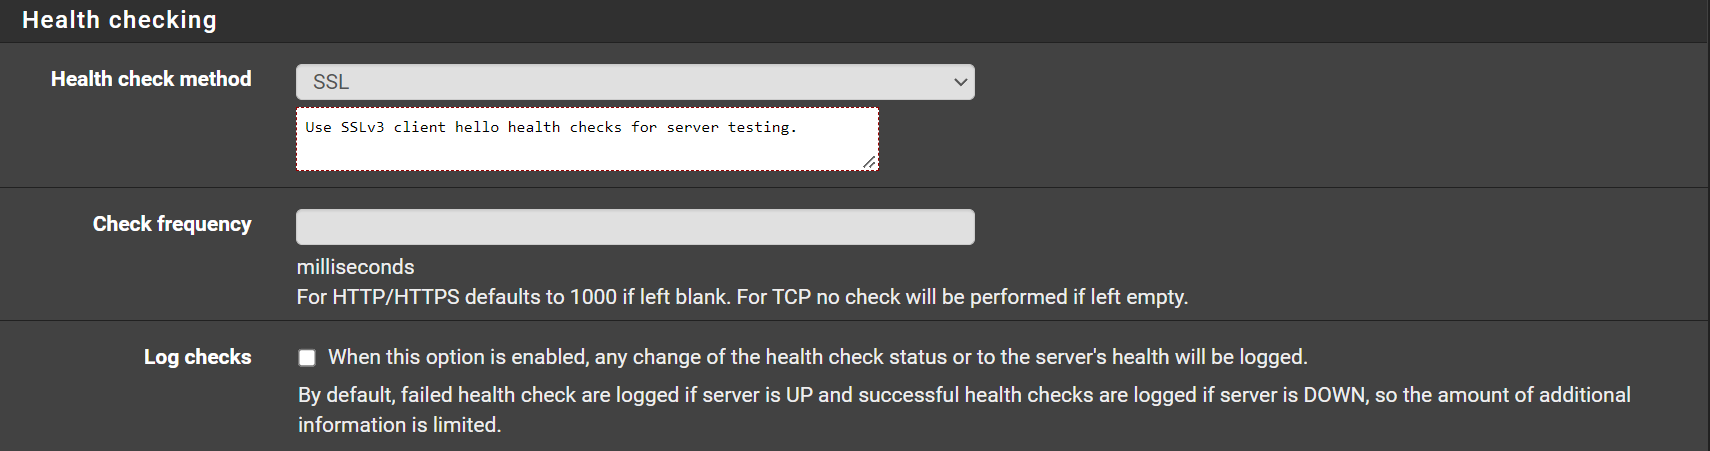 Health checking
Health check method
SSL
Use SSLv3 client hello health checks for server testing.
Check frequency
milliseconds
For HTTP/HTTPS defaults to 1000 if left blank. For TCP no check will be performed if left empty.
Log checks
When this option is enabled, any change of the health check status or to the server's health will be logged.
By default, failed health check are logged if server is UP and successful health checks are logged if server is DOWN, so the amount of additional
information is limited.